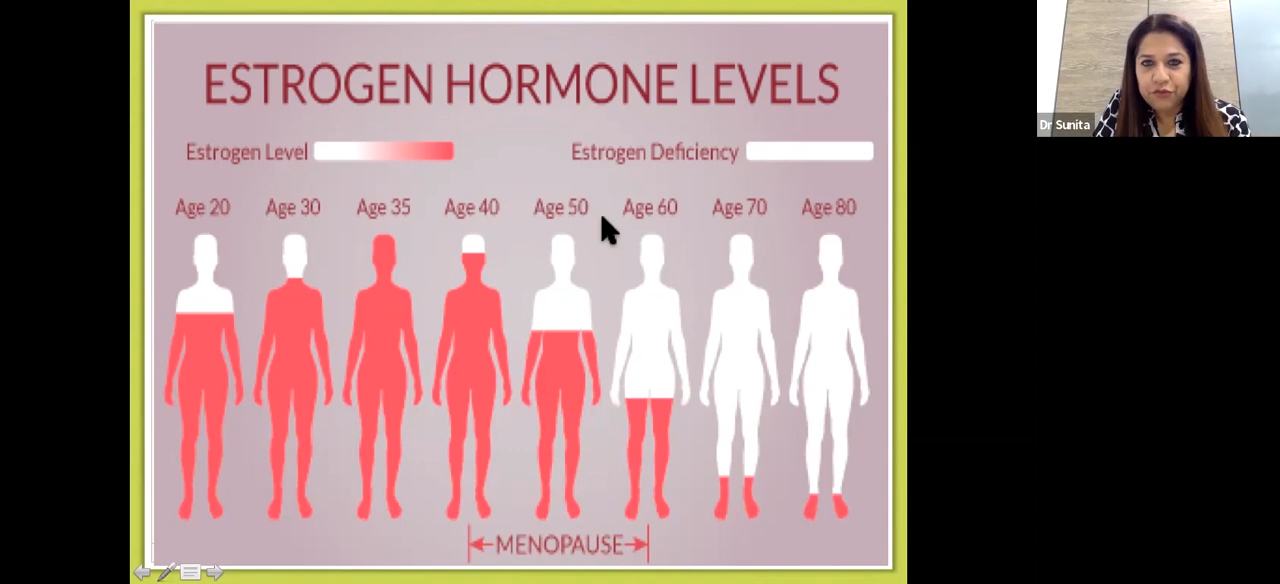 ESTROGEN HORMONE LEVELS
Estrogen Level Estrogen Deficiency
Age 20 Age 30 Age 35 Age 40 Age 50 Age 60 Age 70 Age 80
MENOPAUSE
Dr Sunita